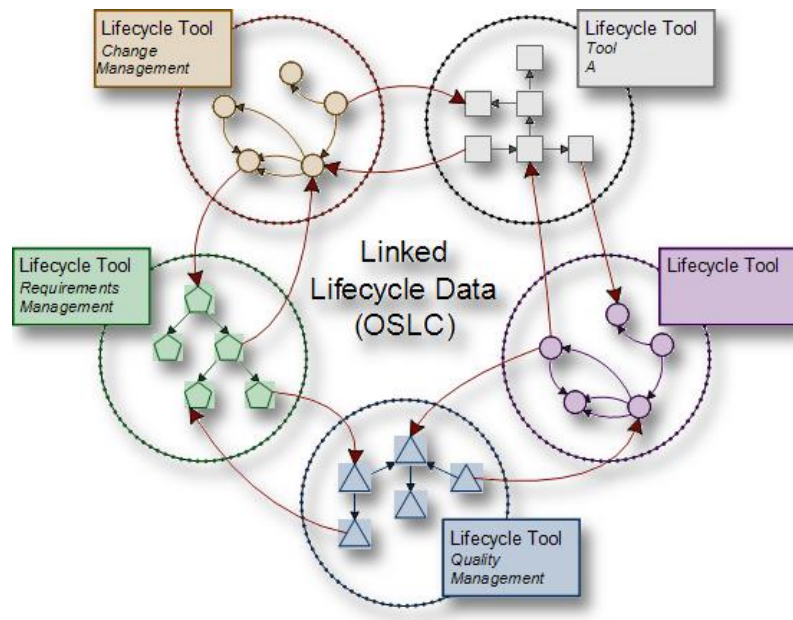 Lifecycle Tool
Change
Management
Lifecycle Tool
Tool
A
Linked
Lifecycle Data
(OSLC)
Lifecycle Tool
Requirements
Management
Lifecycle Tool
Lifecycle Tool
Quality
Management